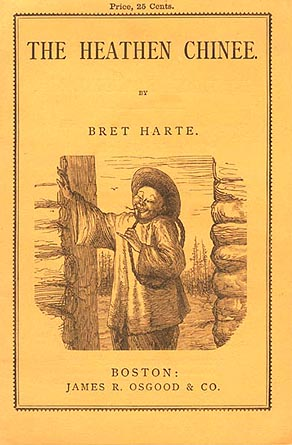 Price, 25 Cents.
THE HEATHEN CHINEE.
BY
BRET HARTE.
BOSTON:
JAMES R. OSGOOD & CO.